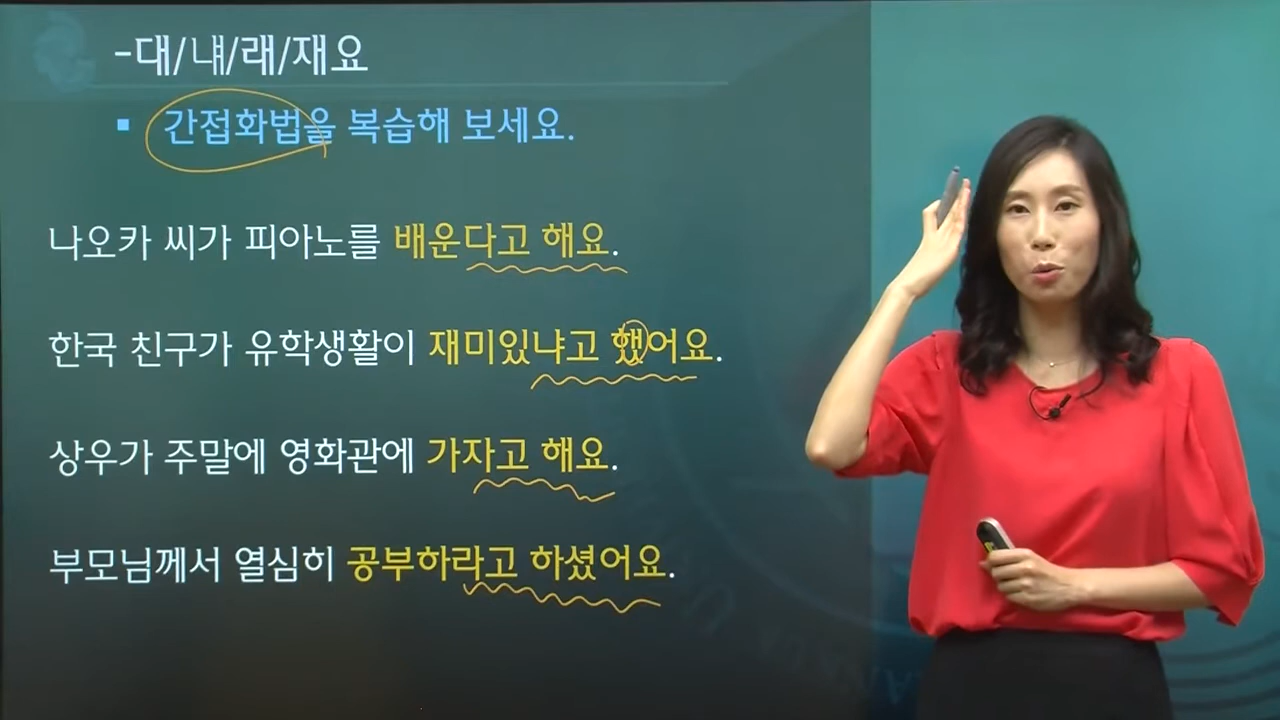 -대/냬/래/재요
▪ 간접화법을 복습해 보세요.
나오카 씨가 피아노를 배운다고 해요.
한국 친구가 유학생활이 재미있냐고 했어요.
상우가 주말에 영화관에 가자고 해요.
부모님께서 열심히 공부하라고 하셨어요.